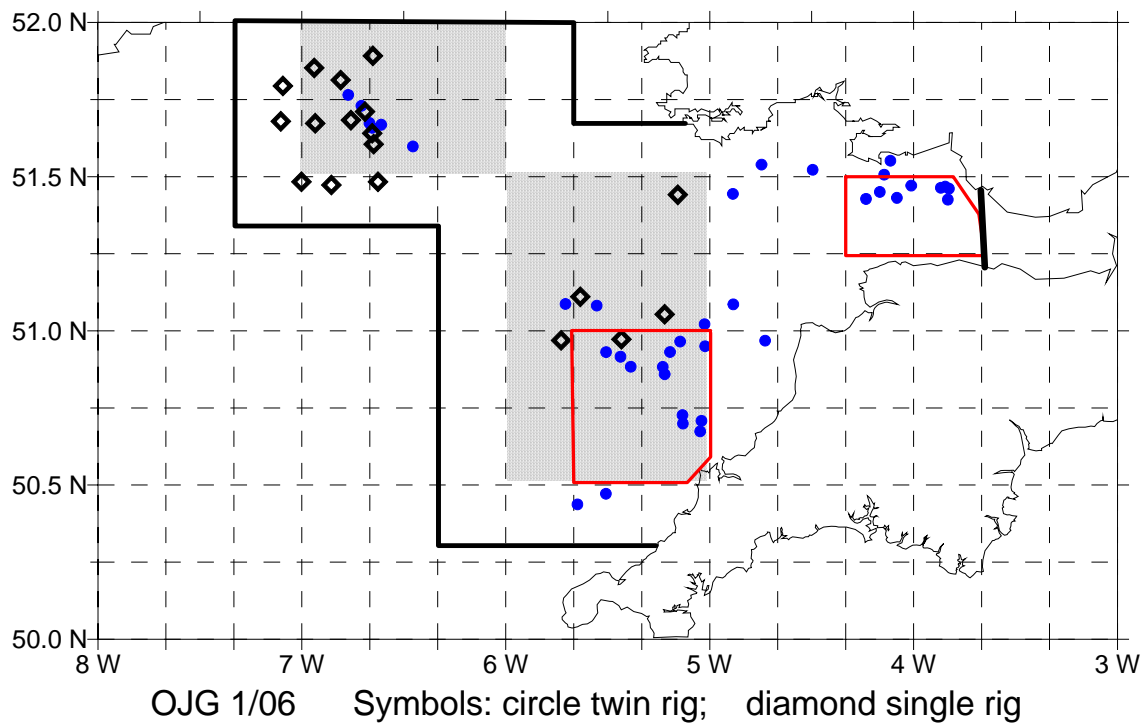 52.0 N
51.5 N
51.0 N
50.5 N
50.0 N
8 W 7 W 6 W 5 W 4 W 3 W
OJG 1/06 Symbols: circle twin rig; diamond single rig